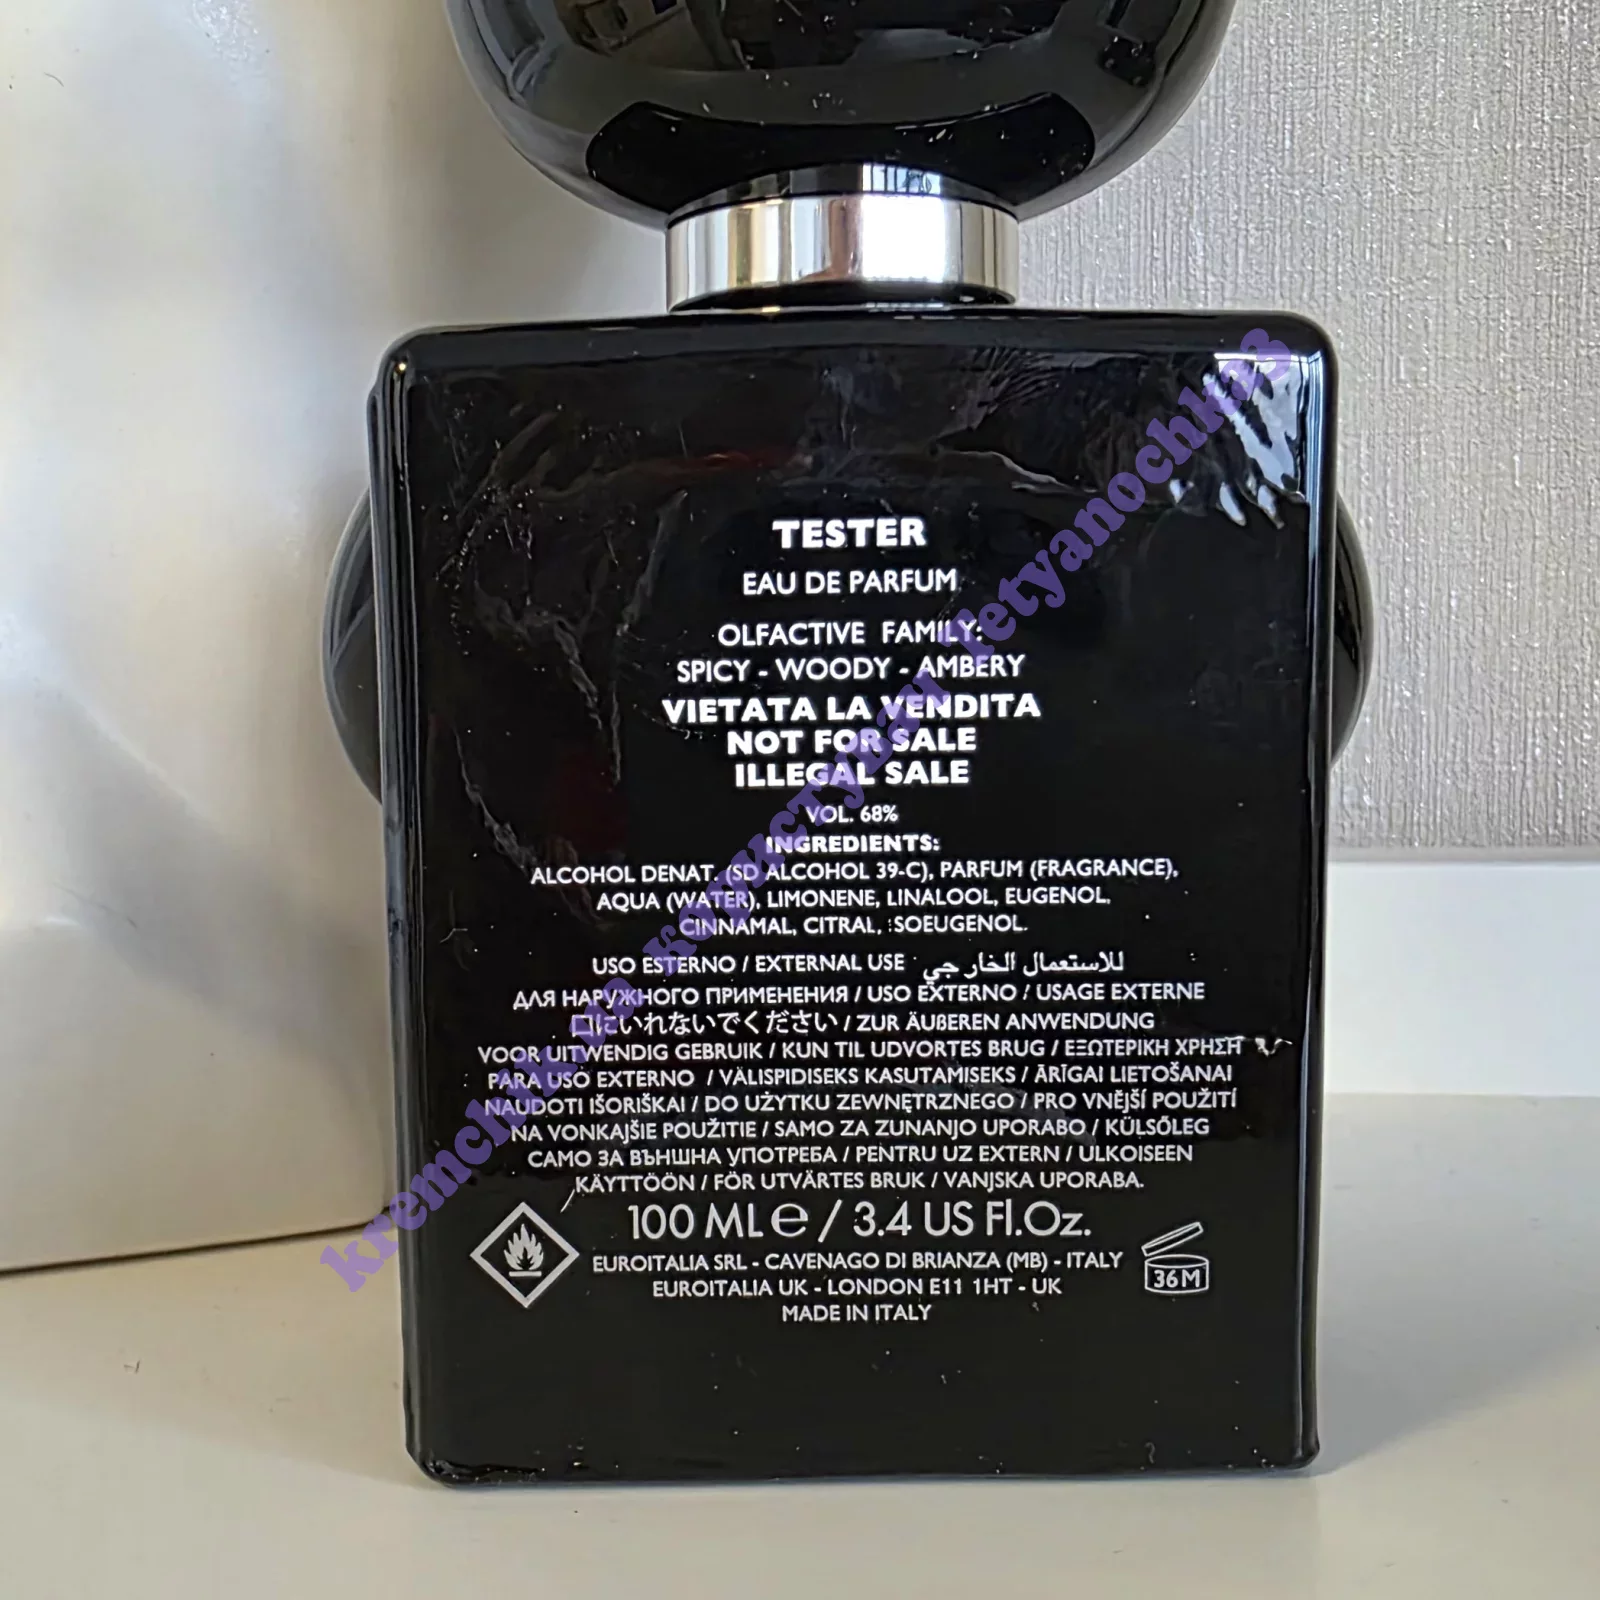 TESTER
EAU DE PARFUM
OLFACTIVE FAMILY:
SPICY - WOODY - AMBERY
VIETATA LA VENDITA
NOT FOR SALE
ILLEGAL SALE
VOL. 68%
INGREDIENTS:
ALCOHOL DENAT. (SD ALCOHOL 39-C), PARFUM (FRAGRANCE),
AQUA (WATER), LIMONENE, LINALOOL, EUGENOL,
CINNAMAL, CITRAL, ISOEUGENOL.
USO ESTERNO / EXTERNAL USE للاستعمال الخارجي
ДЛЯ НАРУЖНОГО ПРИМЕНЕНИЯ / USO EXTERNO / USAGE EXTERNE
口にいれないでください / ZUR ÄUßEREN ANWENDUNG
VOOR UITWENDIG GEBRUIK / KUN TIL UDVORTES BRUG / ΕΞΩΤΕΡΙΚΗ ΧΡΗΣΗ
PARA USO EXTERNO / VÄLISPIDISEKS KASUTAMISEKS / ĀRĪGAI LIETOŠANAI
NAUDOTI IŠORIŠKAI / DO UŻYTKU ZEWNĘTRZNEGO / PRO VNĚJŠÍ POUŽITÍ
NA VONKAJŠIE POUŽITIE / SAMO ZA ZUNANJO UPORABO / KÜLSŐLEG
САМО ЗА ВЪНШНА УПОТРЕБА / PENTRU UZ EXTERN / ULKOISEEN
KÄYTTÖÖN / FÖR UTVÄRTES BRUK / VANJSKA UPORABA.
100 ML e / 3.4 US Fl.Oz.
EUROITALIA SRL - CAVENAGO DI BRIANZA (MB) - ITALY
EUROITALIA UK - LONDON E11 1HT - UK
MADE IN ITALY
36M
kremchik.ua користувач Tetyanochka3